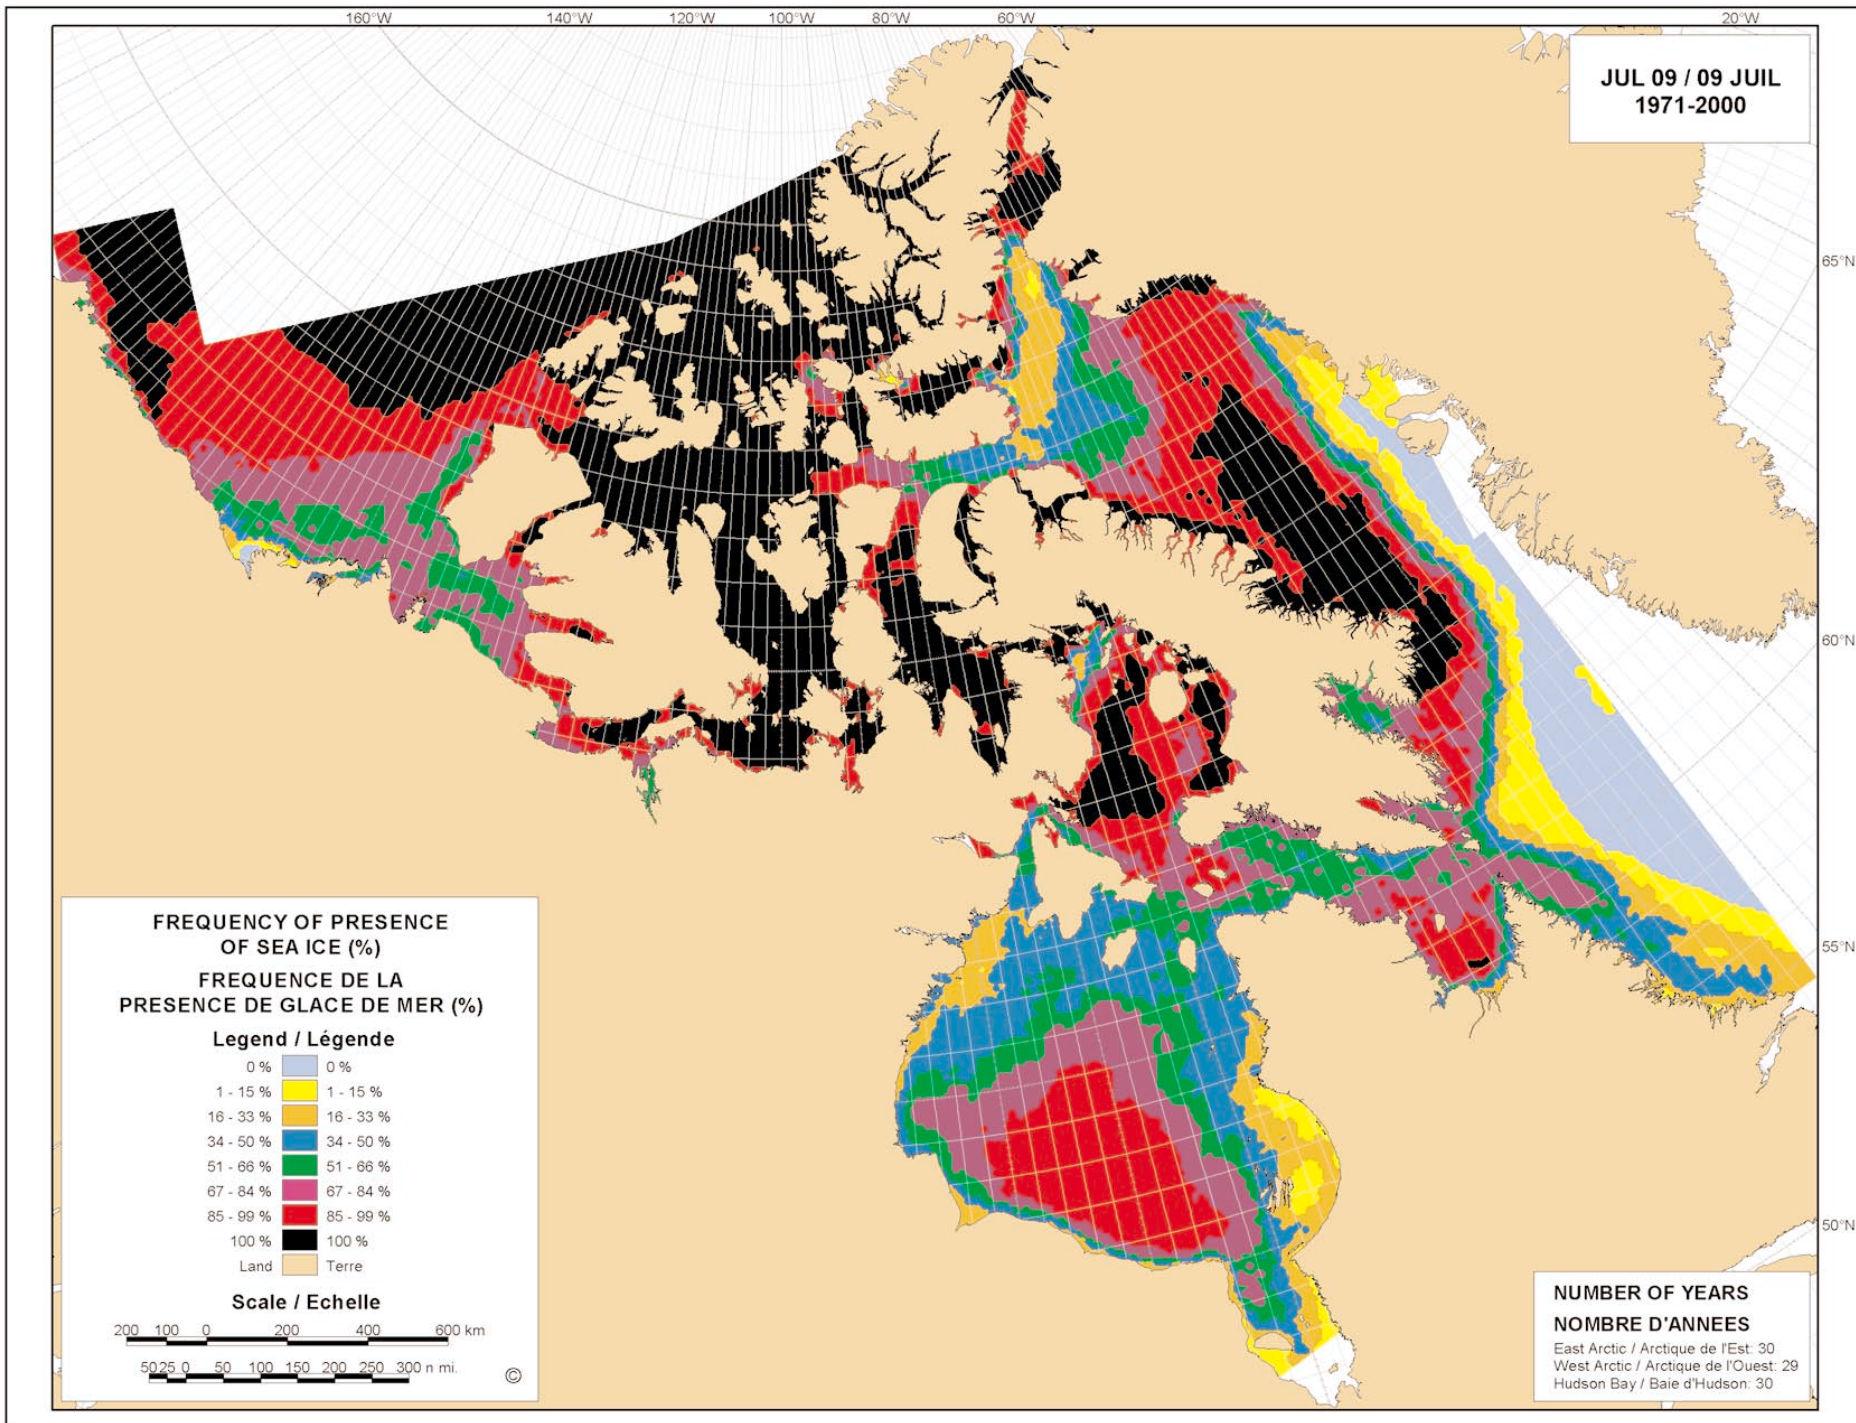 160°W 140°W 120°W 100°W 80°W 60°W 20°W
JUL 09 / 09 JUIL
1971-2000
65°N
60°N
55°N
50°N
FREQUENCY OF PRESENCE
OF SEA ICE (%)
FREQUENCE DE LA
PRESENCE DE GLACE DE MER (%)
Legend / Légende
0 % 0 %
1 - 15 % 1 - 15 %
16 - 33 % 16 - 33 %
34 - 50 % 34 - 50 %
51 - 66 % 51 - 66 %
67 - 84 % 67 - 84 %
85 - 99 % 85 - 99 %
100 % 100 %
Land Terre
Scale / Echelle
200 100 0 200 400 600 km
50 25 0 50 100 150 200 250 300 n mi.
©
NUMBER OF YEARS
NOMBRE D'ANNEES
East Arctic / Arctique de l'Est: 30
West Arctic / Arctique de l'Ouest: 29
Hudson Bay / Baie d'Hudson: 30